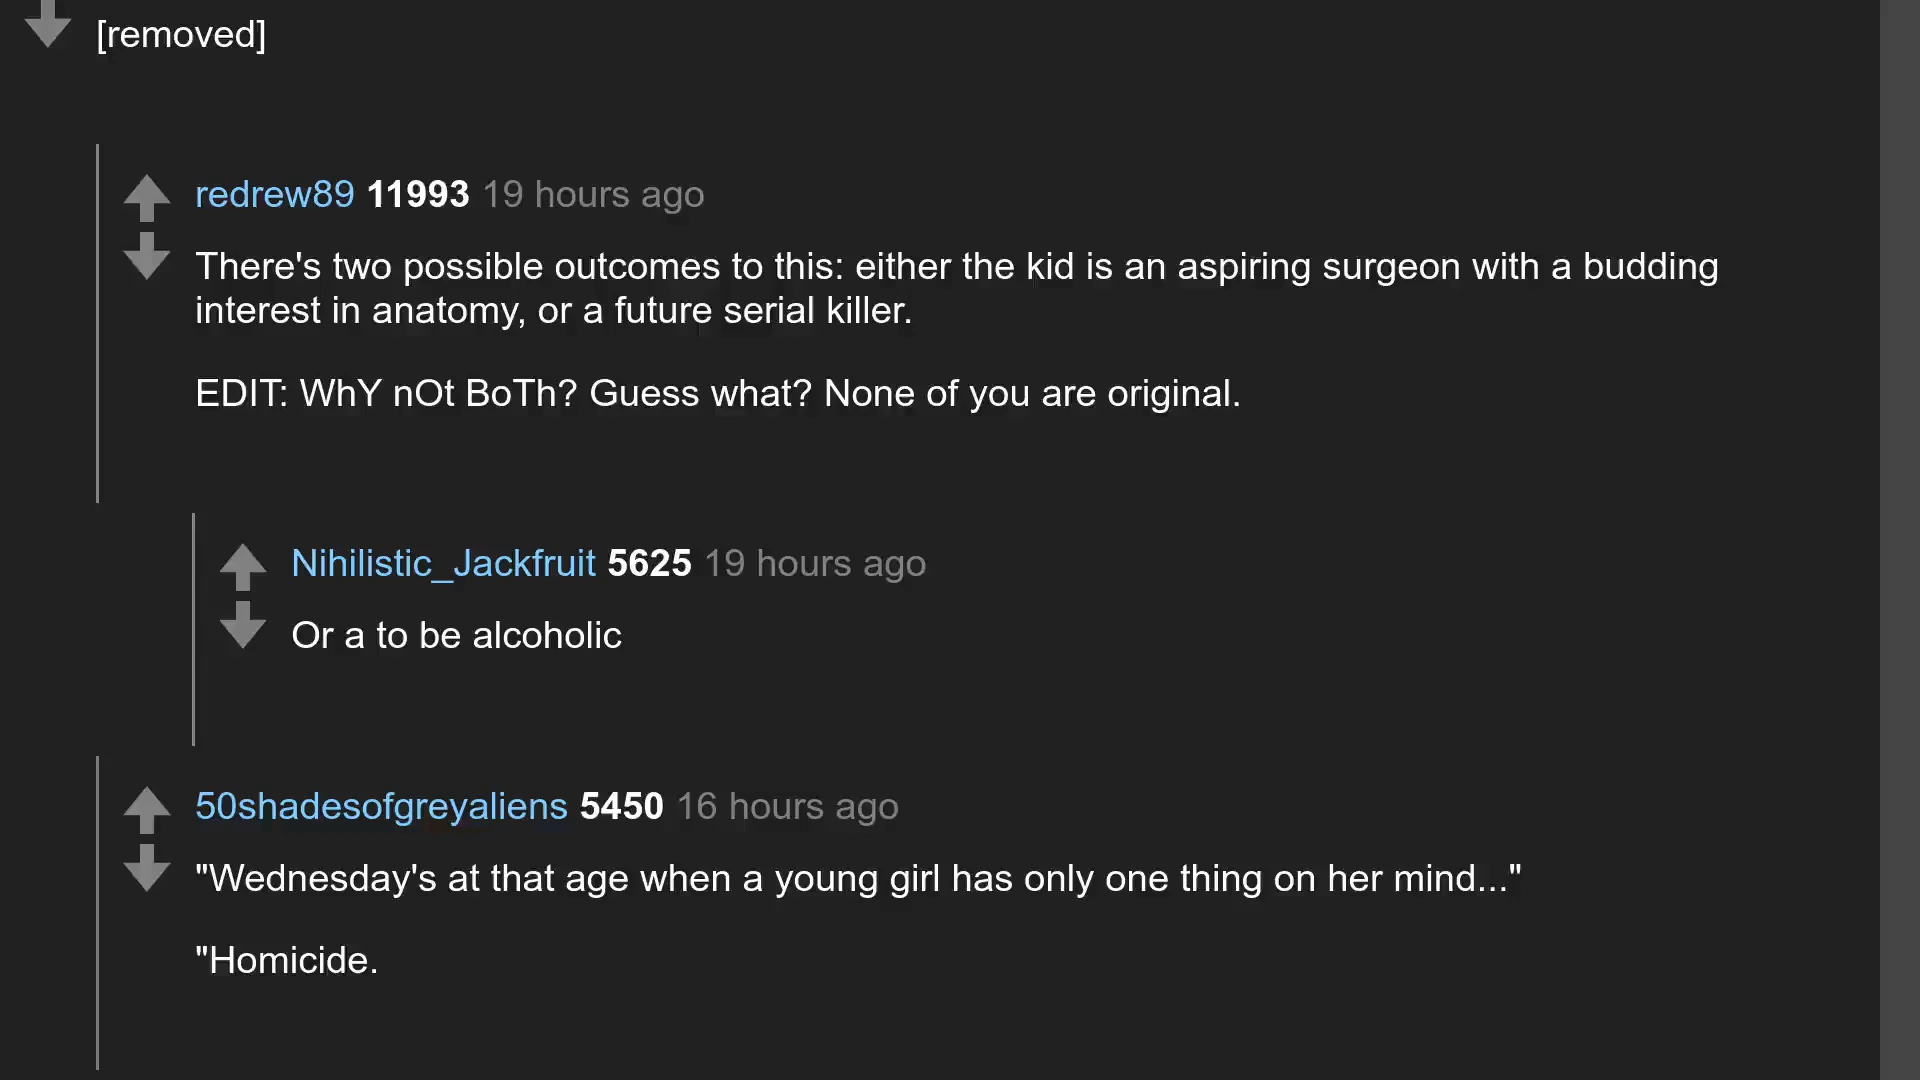 [removed]
redrew89 11993 19 hours ago
There's two possible outcomes to this: either the kid is an aspiring surgeon with a budding
interest in anatomy, or a future serial killer.
EDIT: WhY nOt BoTh? Guess what? None of you are original.
Nihilistic_Jackfruit 5625 19 hours ago
Or a to be alcoholic
50shadesofgreyaliens 5450 16 hours ago
"Wednesday's at that age when a young girl has only one thing on her mind..."
"Homicide.